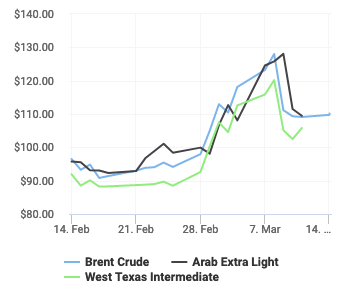 $140.00
$130.00
$120.00
$110.00
$100.00
$90.00
$80.00
14. Feb 21. Feb 28. Feb 7. Mar 14. ...
Brent Crude Arab Extra Light
West Texas Intermediate